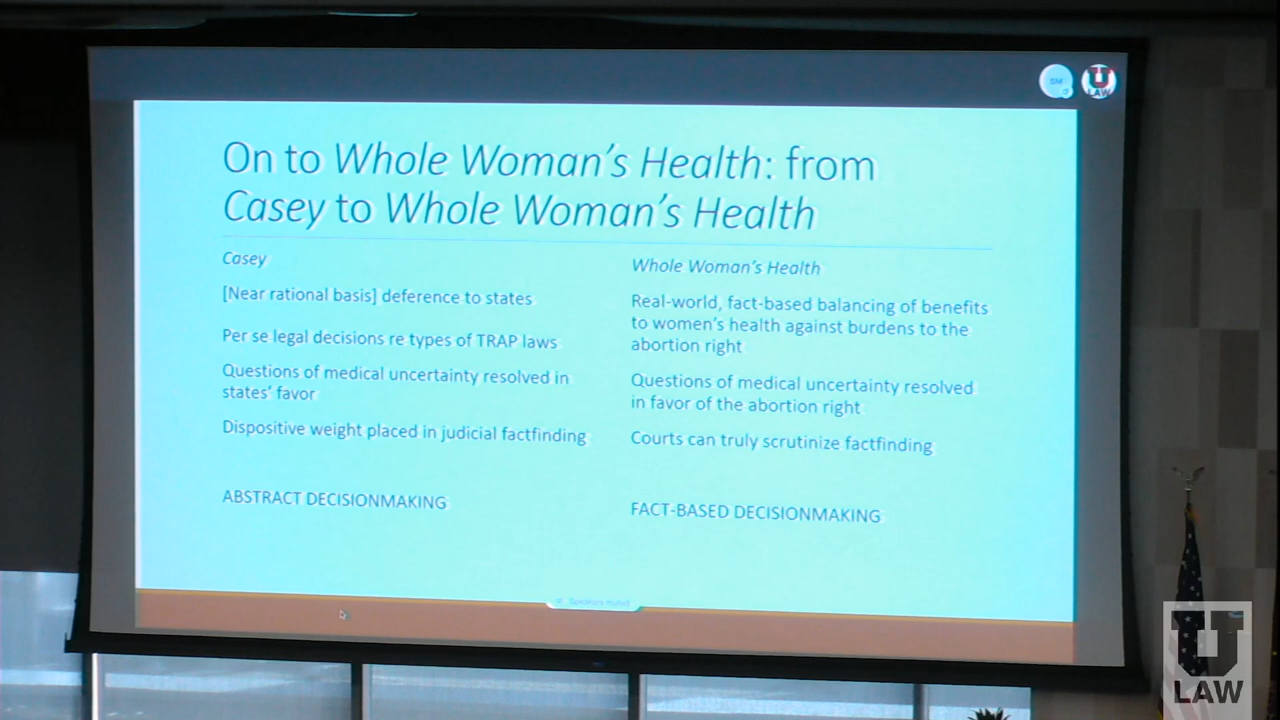 SM
U
LAW
On to Whole Woman's Health: from
Casey to Whole Woman's Health
Casey
[Near rational basis] deference to states
Per se legal decisions re types of TRAP laws
Questions of medical uncertainty resolved in
states' favor
Dispositive weight placed in judicial factfinding
ABSTRACT DECISIONMAKING
Whole Woman's Health
Real-world, fact-based balancing of benefits
to women's health against burdens to the
abortion right
Questions of medical uncertainty resolved
in favor of the abortion right
Courts can truly scrutinize factfinding
FACT-BASED DECISIONMAKING
Speakers muted
U
LAW